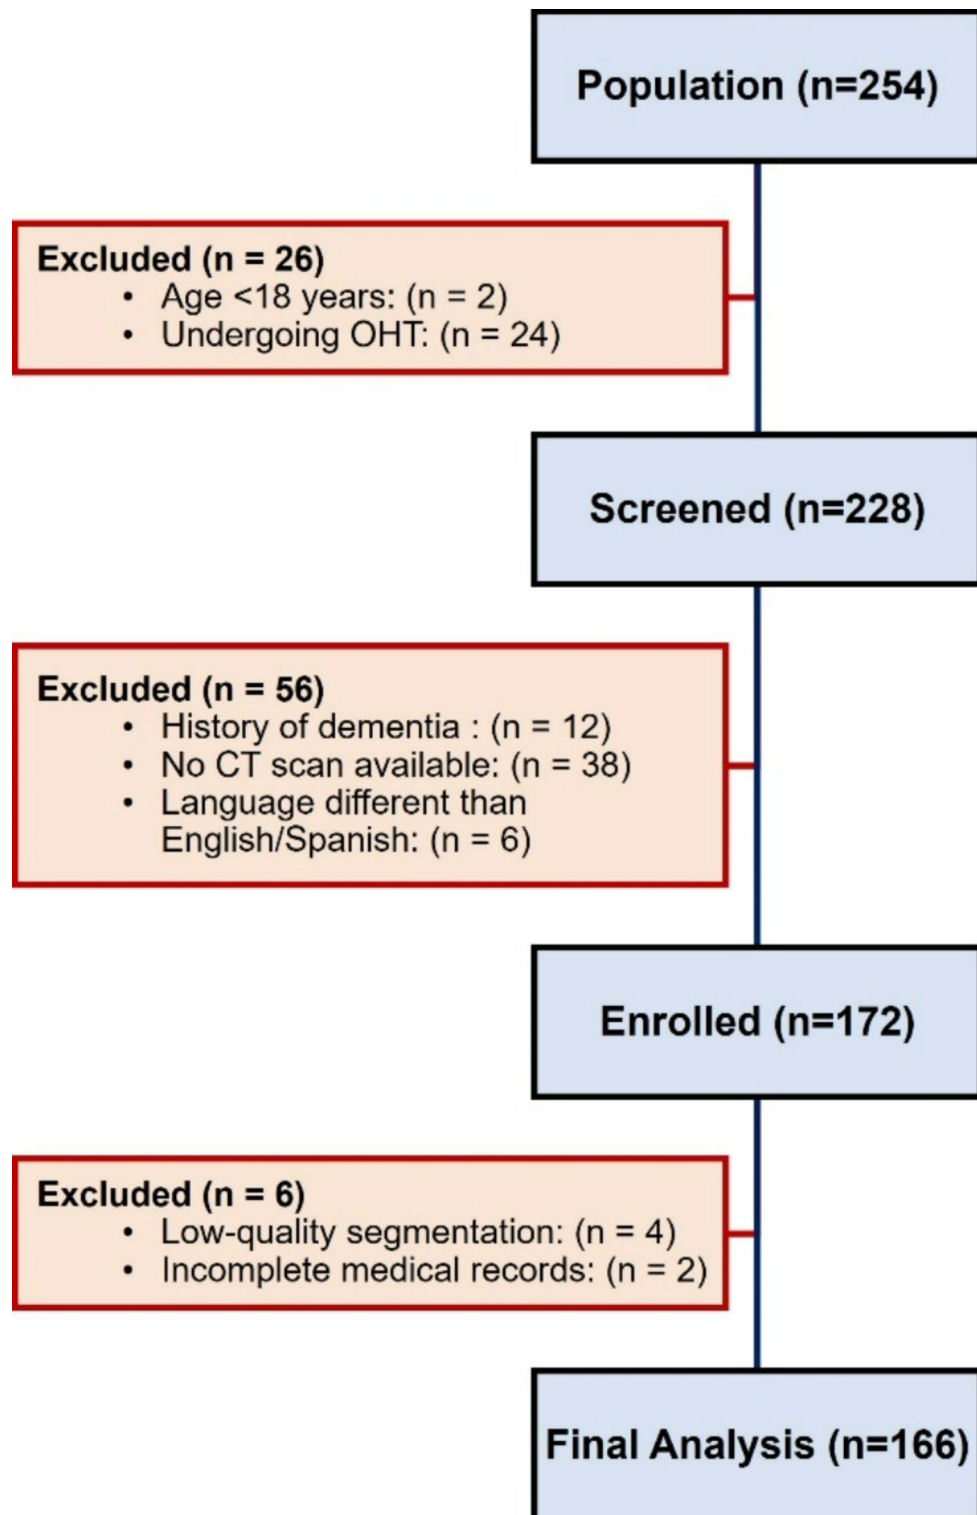 Population (n=254)
Excluded (n = 26)
• Age <18 years: (n = 2)
• Undergoing OHT: (n = 24)
Screened (n=228)
Excluded (n = 56)
• History of dementia : (n = 12)
• No CT scan available: (n = 38)
• Language different than
English/Spanish: (n = 6)
Enrolled (n=172)
Excluded (n = 6)
• Low-quality segmentation: (n = 4)
• Incomplete medical records: (n = 2)
Final Analysis (n=166)